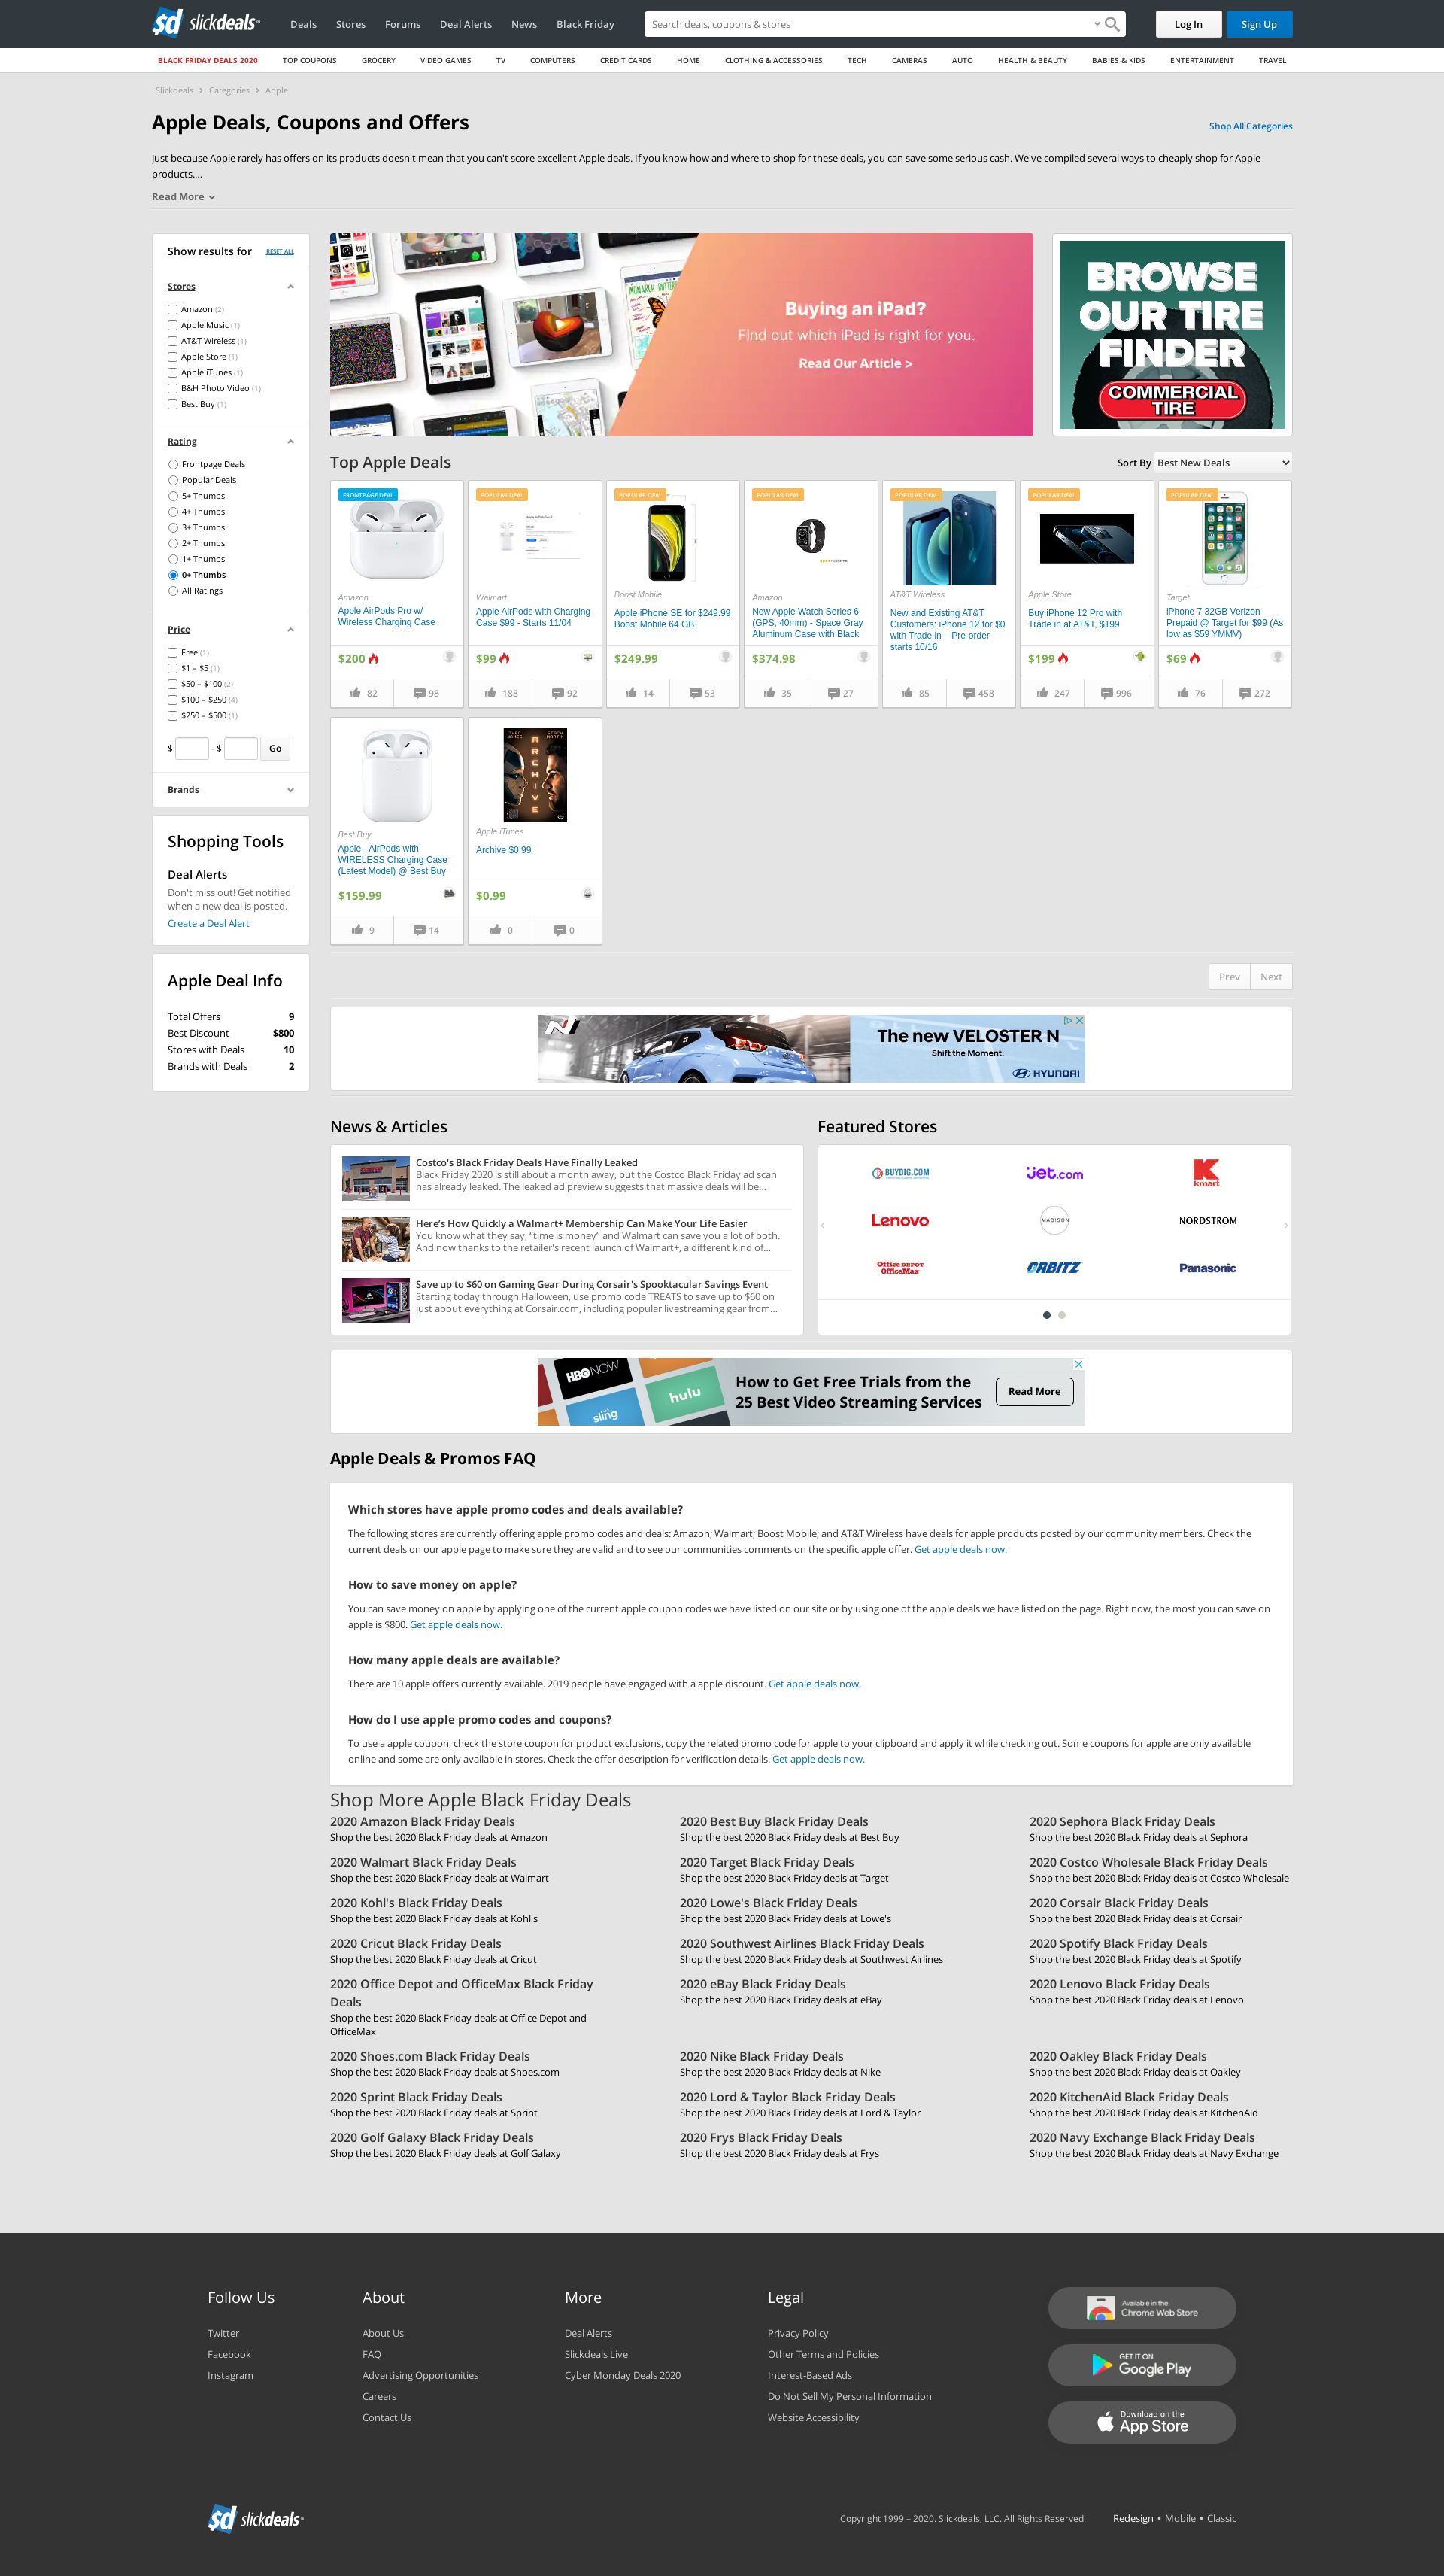 sd slickdeals
Deals Stores Forums Deal Alerts News Black Friday
Search deals, coupons & stores
Log In Sign Up
BLACK FRIDAY DEALS 2020 TOP COUPONS GROCERY VIDEO GAMES TV COMPUTERS CREDIT CARDS HOME CLOTHING & ACCESSORIES TECH CAMERAS AUTO HEALTH & BEAUTY BABIES & KIDS ENTERTAINMENT TRAVEL
Slickdeals › Categories › Apple
Apple Deals, Coupons and Offers
Shop All Categories
Just because Apple rarely has offers on its products doesn't mean that you can't score excellent Apple deals. If you know how and where to shop for these deals, you can save some serious cash. We've compiled several ways to cheaply shop for Apple
products....
Read More
Show results for RESET ALL
Stores
Amazon (2)
Apple Music (1)
AT&T Wireless (1)
Apple Store (1)
Apple iTunes (1)
B&H Photo Video (1)
Best Buy (1)
Rating
Frontpage Deals
Popular Deals
5+ Thumbs
4+ Thumbs
3+ Thumbs
2+ Thumbs
1+ Thumbs
0+ Thumbs
All Ratings
Price
Free (1)
$1 – $5 (1)
$50 – $100 (2)
$100 – $250 (4)
$250 – $500 (1)
$ - $ Go
Brands
Shopping Tools
Deal Alerts
Don't miss out! Get notified
when a new deal is posted.
Create a Deal Alert
Apple Deal Info
Total Offers 9
Best Discount $800
Stores with Deals 10
Brands with Deals 2
Buying an iPad?
Find out which iPad is right for you.
Read Our Article >
BROWSE
OUR TIRE
FINDER
COMMERCIAL
TIRE
Top Apple Deals
Sort By Best New Deals
FRONTPAGE DEAL
Amazon
Apple AirPods Pro w/
Wireless Charging Case
$200
82 98
POPULAR DEAL
Walmart
Apple AirPods with Charging
Case $99 - Starts 11/04
$99
188 92
POPULAR DEAL
Boost Mobile
Apple iPhone SE for $249.99
Boost Mobile 64 GB
$249.99
14 53
POPULAR DEAL
Amazon
New Apple Watch Series 6
(GPS, 40mm) - Space Gray
Aluminum Case with Black
$374.98
35 27
POPULAR DEAL
AT&T Wireless
New and Existing AT&T
Customers: iPhone 12 for $0
with Trade in – Pre-order
starts 10/16
85 458
POPULAR DEAL
Apple Store
Buy iPhone 12 Pro with
Trade in at AT&T, $199
$199
247 996
POPULAR DEAL
Target
iPhone 7 32GB Verizon
Prepaid @ Target for $99 (As
low as $59 YMMV)
$69
76 272
Best Buy
Apple - AirPods with
WIRELESS Charging Case
(Latest Model) @ Best Buy
$159.99
9 14
ARCHIVE
Apple iTunes
Archive $0.99
$0.99
0 0
Prev Next
N
The new VELOSTER N
Shift the Moment.
HYUNDAI
News & Articles
Costco's Black Friday Deals Have Finally Leaked
Black Friday 2020 is still about a month away, but the Costco Black Friday ad scan
has already leaked. The leaked ad preview suggests that massive deals will be...
Here's How Quickly a Walmart+ Membership Can Make Your Life Easier
You know what they say, "time is money" and Walmart can save you a lot of both.
And now thanks to the retailer's recent launch of Walmart+, a different kind of...
Save up to $60 on Gaming Gear During Corsair's Spooktacular Savings Event
Starting today through Halloween, use promo code TREATS to save up to $60 on
just about everything at Corsair.com, including popular livestreaming gear from...
Featured Stores
BUYDIG.COM jet.com kmart
Lenovo MADISON NORDSTROM
Office DEPOT OfficeMax ORBITZ Panasonic
HBO NOW
hulu
sling
How to Get Free Trials from the
25 Best Video Streaming Services
Read More
Apple Deals & Promos FAQ
Which stores have apple promo codes and deals available?
The following stores are currently offering apple promo codes and deals: Amazon; Walmart; Boost Mobile; and AT&T Wireless have deals for apple products posted by our community members. Check the
current deals on our apple page to make sure they are valid and to see our communities comments on the specific apple offer. Get apple deals now.
How to save money on apple?
You can save money on apple by applying one of the current apple coupon codes we have listed on our site or by using one of the apple deals we have listed on the page. Right now, the most you can save on
apple is $800. Get apple deals now.
How many apple deals are available?
There are 10 apple offers currently available. 2019 people have engaged with a apple discount. Get apple deals now.
How do I use apple promo codes and coupons?
To use a apple coupon, check the store coupon for product exclusions, copy the related promo code for apple to your clipboard and apply it while checking out. Some coupons for apple are only available
online and some are only available in stores. Check the offer description for verification details. Get apple deals now.
Shop More Apple Black Friday Deals
2020 Amazon Black Friday Deals
Shop the best 2020 Black Friday deals at Amazon
2020 Best Buy Black Friday Deals
Shop the best 2020 Black Friday deals at Best Buy
2020 Sephora Black Friday Deals
Shop the best 2020 Black Friday deals at Sephora
2020 Walmart Black Friday Deals
Shop the best 2020 Black Friday deals at Walmart
2020 Target Black Friday Deals
Shop the best 2020 Black Friday deals at Target
2020 Costco Wholesale Black Friday Deals
Shop the best 2020 Black Friday deals at Costco Wholesale
2020 Kohl's Black Friday Deals
Shop the best 2020 Black Friday deals at Kohl's
2020 Lowe's Black Friday Deals
Shop the best 2020 Black Friday deals at Lowe's
2020 Corsair Black Friday Deals
Shop the best 2020 Black Friday deals at Corsair
2020 Cricut Black Friday Deals
Shop the best 2020 Black Friday deals at Cricut
2020 Southwest Airlines Black Friday Deals
Shop the best 2020 Black Friday deals at Southwest Airlines
2020 Spotify Black Friday Deals
Shop the best 2020 Black Friday deals at Spotify
2020 Office Depot and OfficeMax Black Friday
Deals
Shop the best 2020 Black Friday deals at Office Depot and
OfficeMax
2020 eBay Black Friday Deals
Shop the best 2020 Black Friday deals at eBay
2020 Lenovo Black Friday Deals
Shop the best 2020 Black Friday deals at Lenovo
2020 Shoes.com Black Friday Deals
Shop the best 2020 Black Friday deals at Shoes.com
2020 Nike Black Friday Deals
Shop the best 2020 Black Friday deals at Nike
2020 Oakley Black Friday Deals
Shop the best 2020 Black Friday deals at Oakley
2020 Sprint Black Friday Deals
Shop the best 2020 Black Friday deals at Sprint
2020 Lord & Taylor Black Friday Deals
Shop the best 2020 Black Friday deals at Lord & Taylor
2020 KitchenAid Black Friday Deals
Shop the best 2020 Black Friday deals at KitchenAid
2020 Golf Galaxy Black Friday Deals
Shop the best 2020 Black Friday deals at Golf Galaxy
2020 Frys Black Friday Deals
Shop the best 2020 Black Friday deals at Frys
2020 Navy Exchange Black Friday Deals
Shop the best 2020 Black Friday deals at Navy Exchange
Follow Us
Twitter
Facebook
Instagram
About
About Us
FAQ
Advertising Opportunities
Careers
Contact Us
More
Deal Alerts
Slickdeals Live
Cyber Monday Deals 2020
Legal
Privacy Policy
Other Terms and Policies
Interest-Based Ads
Do Not Sell My Personal Information
Website Accessibility
Available in the
Chrome Web Store
GET IT ON
Google Play
Download on the
App Store
sd slickdeals
Copyright 1999 – 2020. Slickdeals, LLC. All Rights Reserved. Redesign • Mobile • Classic